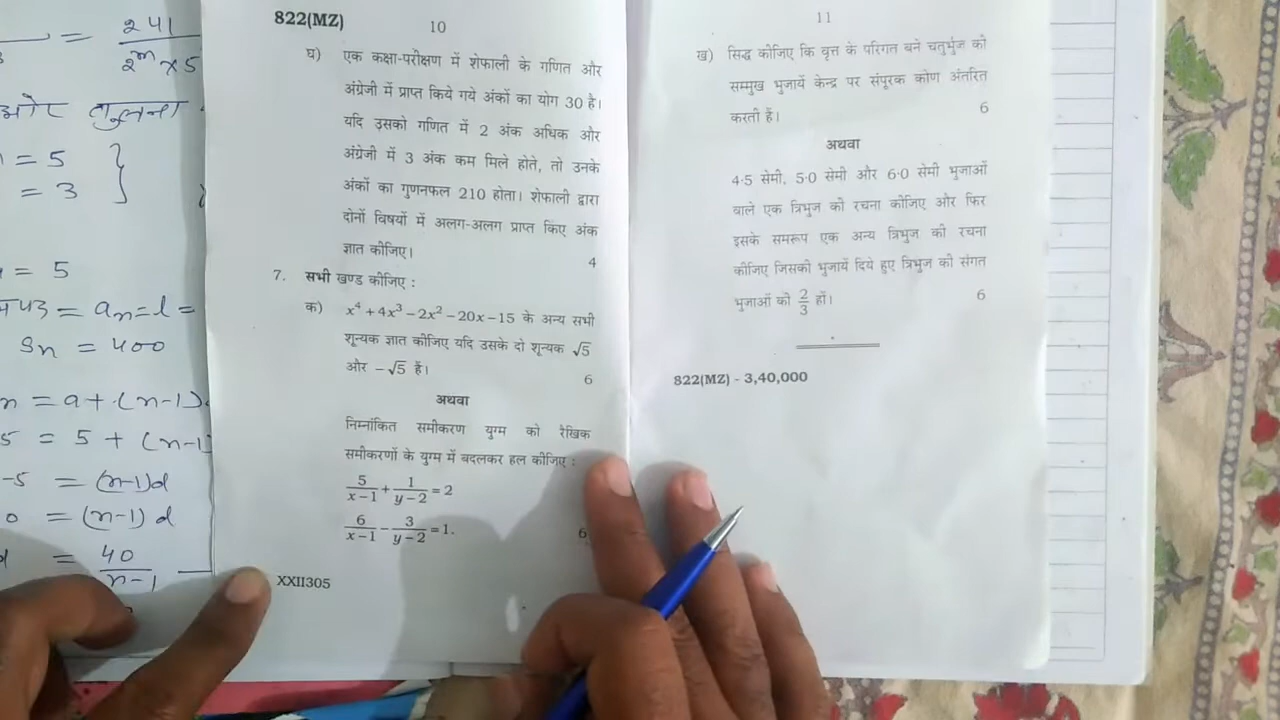 = 241
2ᵐ × 5
और तुलना
= 5 }
= 3
= 5
= aₙ = l =
Sn = 400
n = a + (n-1)
5 = 5 + (n-1)
-5 = (n-1)d
0 = (n-1) d
= 40
n-1
822(MZ) 10
घ) एक कक्षा-परीक्षण में शेफाली के गणित और
अंग्रेजी में प्राप्त किये गये अंकों का योग 30 है।
यदि उसको गणित में 2 अंक अधिक और
अंग्रेजी में 3 अंक कम मिले होते, तो उनके
अंकों का गुणनफल 210 होता। शेफाली द्वारा
दोनों विषयों में अलग-अलग प्राप्त किए अंक
ज्ञात कीजिए। 4
7. सभी खण्ड कीजिए :
क) x⁴ + 4x³ – 2x² – 20x – 15 के अन्य सभी
शून्यक ज्ञात कीजिए यदि उसके दो शून्यक √5
और –√5 हैं। 6
अथवा
निम्नांकित समीकरण युग्म को रैखिक
समीकरणों के युग्म में बदलकर हल कीजिए :
5/(x–1) + 1/(y–2) = 2
6/(x–1) – 3/(y–2) = 1. 6
XXII305
11
ख) सिद्ध कीजिए कि वृत्त के परिगत बने चतुर्भुज की
सम्मुख भुजायें केन्द्र पर संपूरक कोण अंतरित
करती हैं। 6
अथवा
4·5 सेमी, 5·0 सेमी और 6·0 सेमी भुजाओं
वाले एक त्रिभुज की रचना कीजिए और फिर
इसके समरूप एक अन्य त्रिभुज की रचना
कीजिए जिसकी भुजायें दिये हुए त्रिभुज की संगत
भुजाओं की 2/3 हों। 6
822(MZ) - 3,40,000